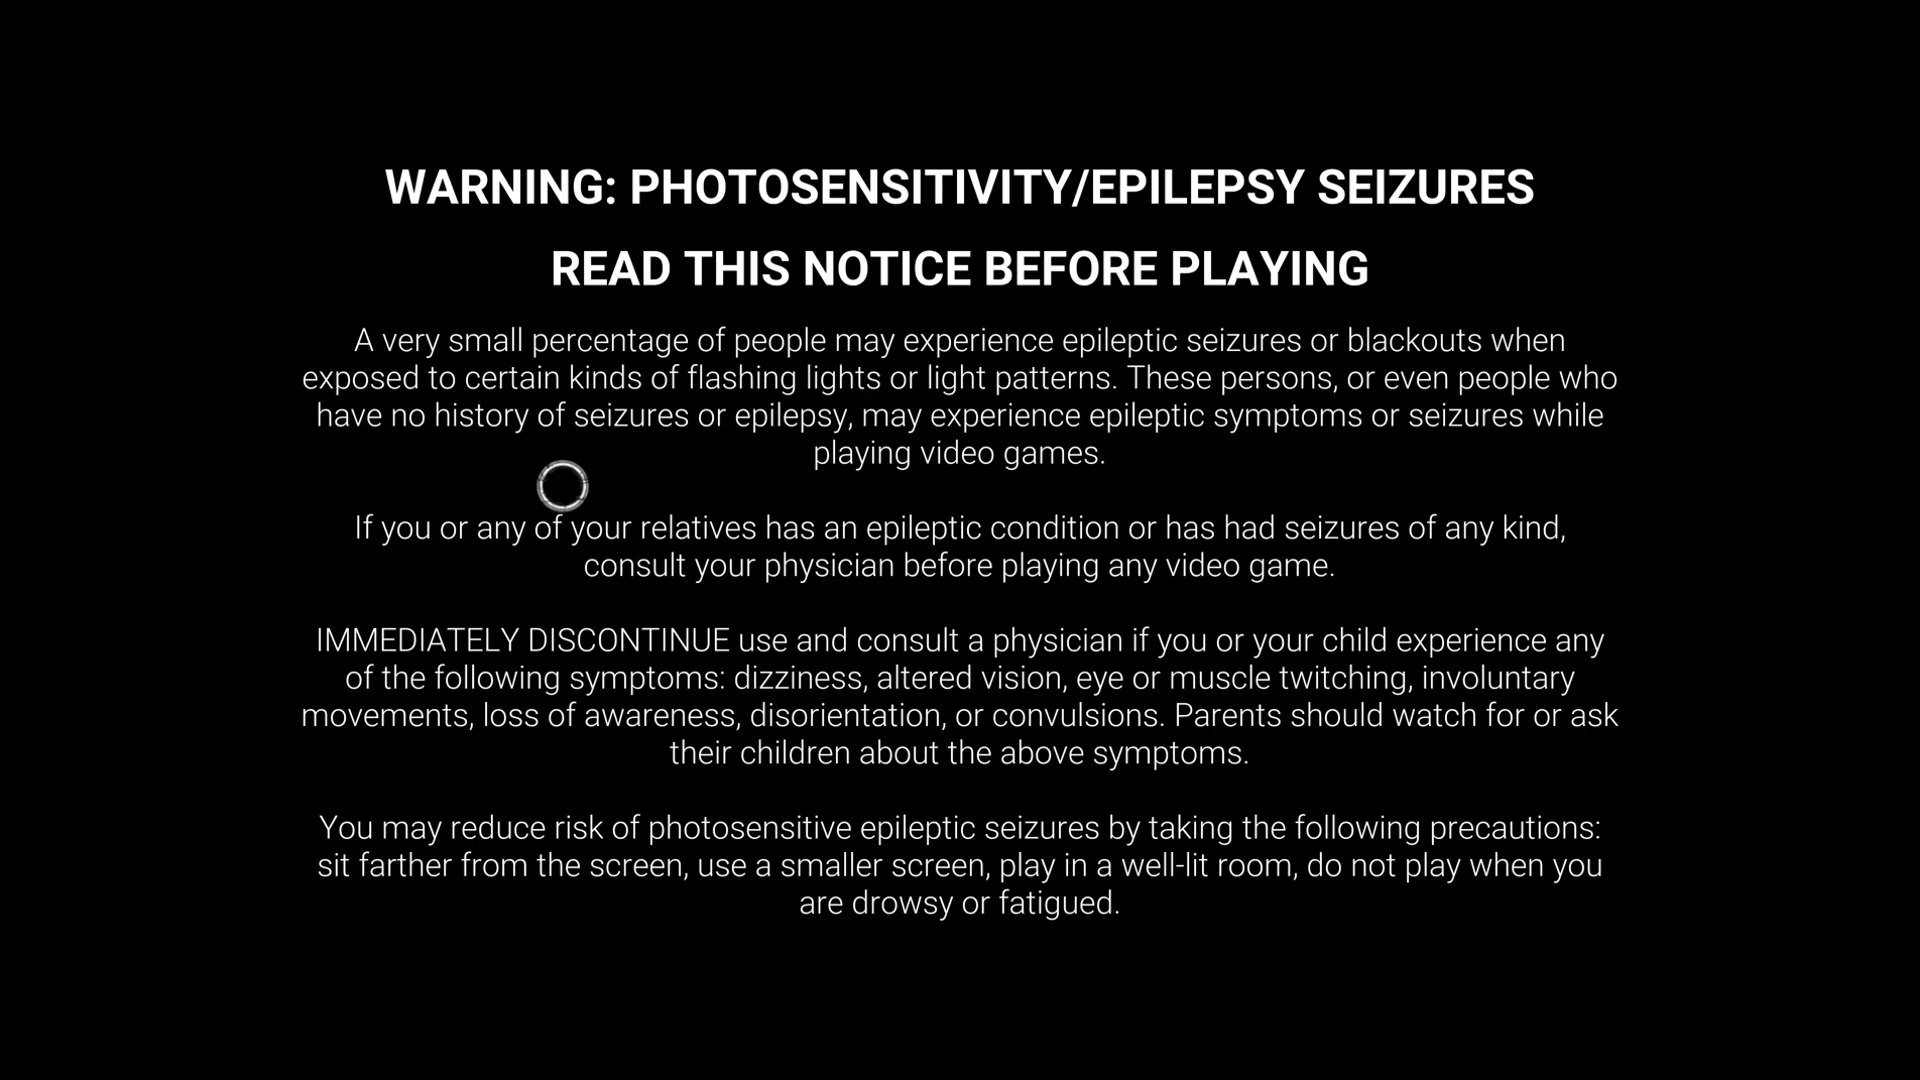 WARNING: PHOTOSENSITIVITY/EPILEPSY SEIZURES
READ THIS NOTICE BEFORE PLAYING
A very small percentage of people may experience epileptic seizures or blackouts when
exposed to certain kinds of flashing lights or light patterns. These persons, or even people who
have no history of seizures or epilepsy, may experience epileptic symptoms or seizures while
playing video games.
If you or any of your relatives has an epileptic condition or has had seizures of any kind,
consult your physician before playing any video game.
IMMEDIATELY DISCONTINUE use and consult a physician if you or your child experience any
of the following symptoms: dizziness, altered vision, eye or muscle twitching, involuntary
movements, loss of awareness, disorientation, or convulsions. Parents should watch for or ask
their children about the above symptoms.
You may reduce risk of photosensitive epileptic seizures by taking the following precautions:
sit farther from the screen, use a smaller screen, play in a well-lit room, do not play when you
are drowsy or fatigued.